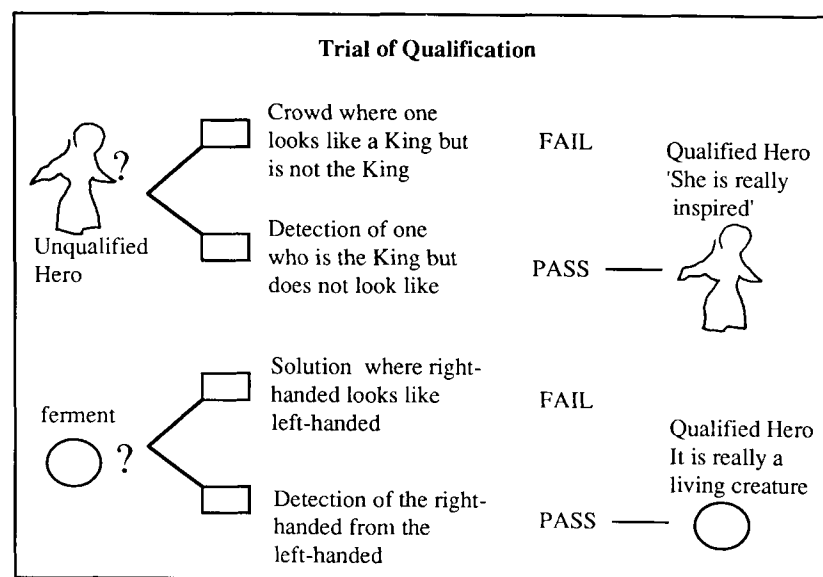 Trial of Qualification
?
Unqualified
Hero
Crowd where one
looks like a King but
is not the King
FAIL
Detection of one
who is the King but
does not look like
PASS
Qualified Hero
'She is really
inspired'
ferment
?
Solution where right-
handed looks like
left-handed
FAIL
Detection of the right-
handed from the
left-handed
PASS
Qualified Hero
It is really a
living creature